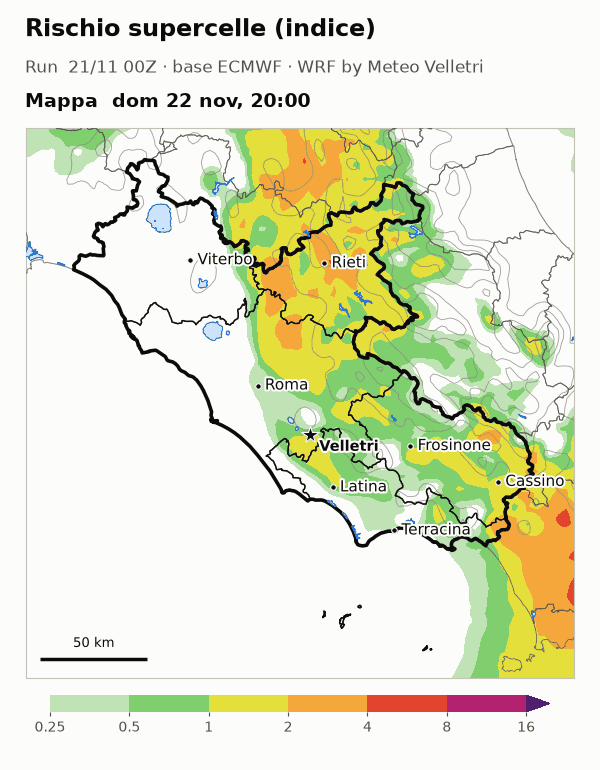 Rischio supercelle (indice)
Run  21/11 00Z · base ECMWF · WRF by Meteo Velletri
Mappa  dom 22 nov, 20:00
Viterbo
Rieti
Roma
Velletri
Frosinone
Latina
Cassino
Terracina
50 km
0.25 0.5 1 2 4 8 16